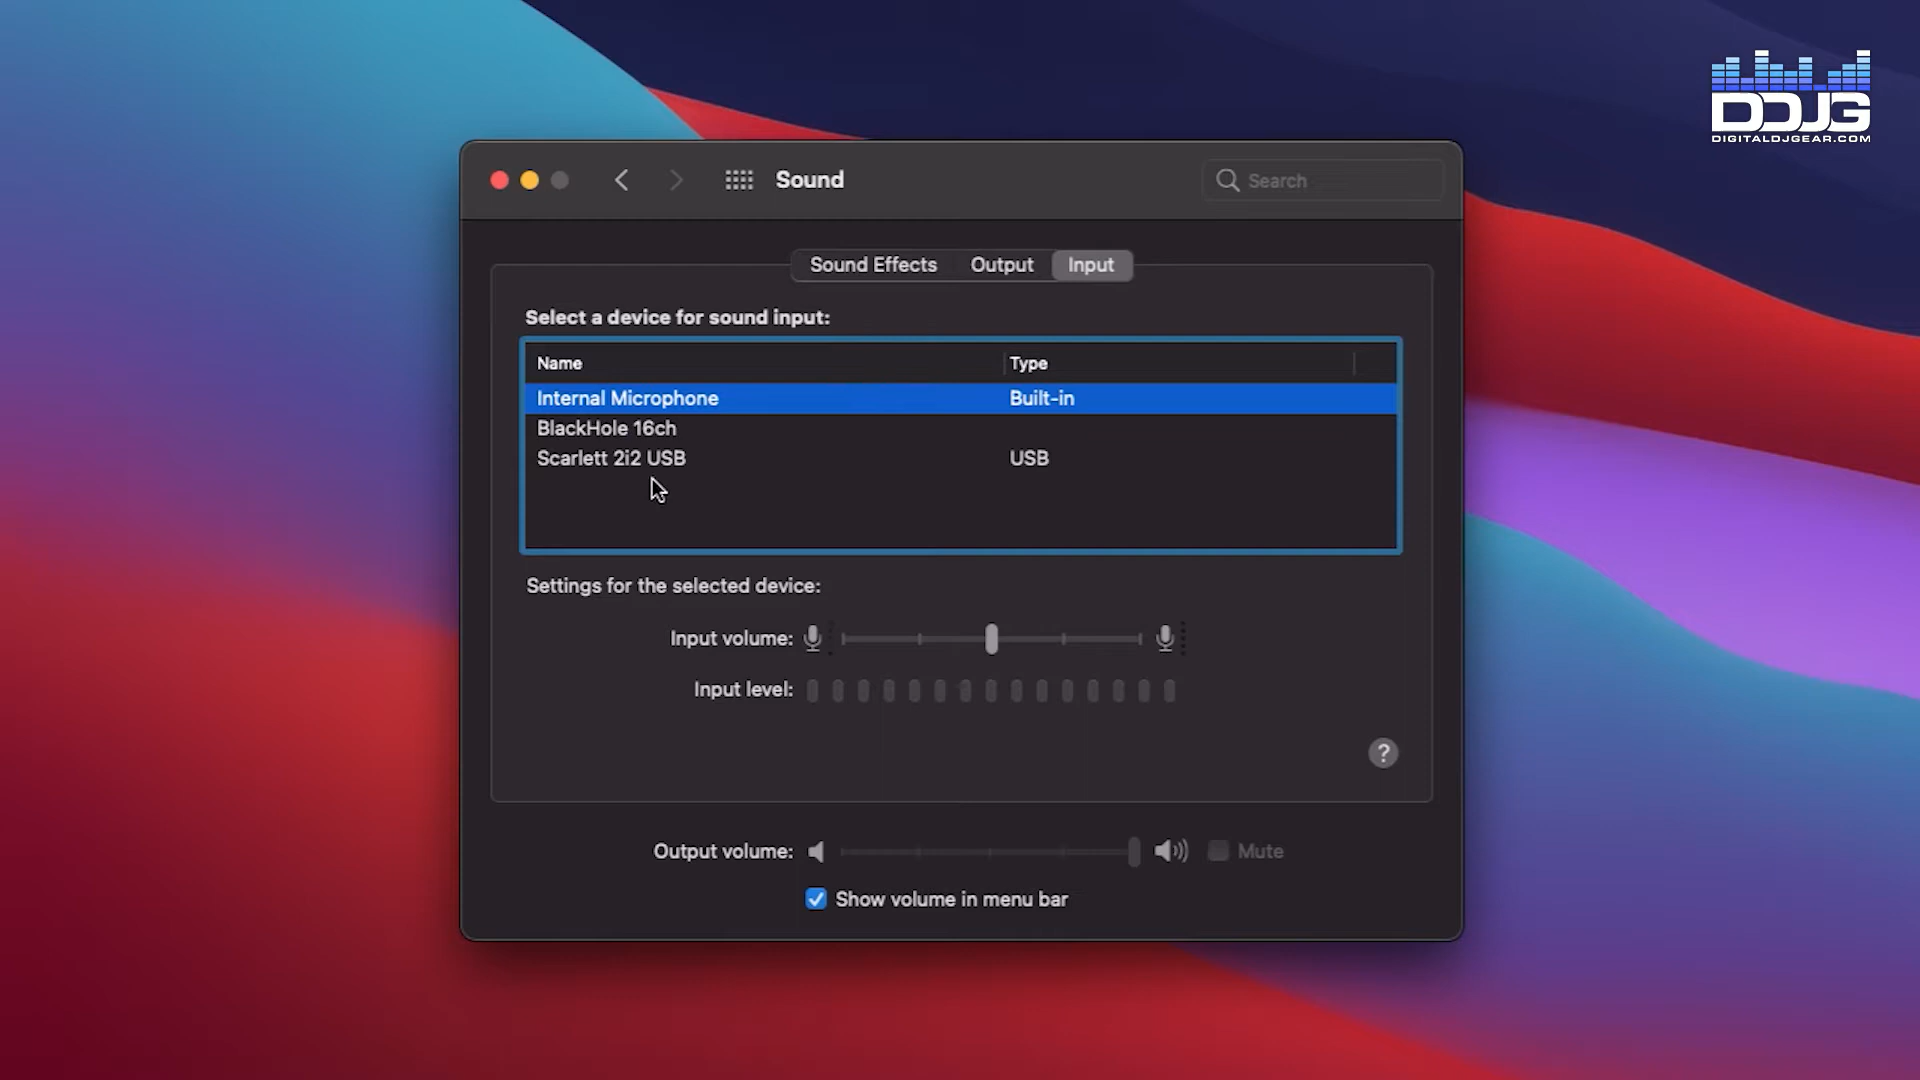 DDJG
DIGITALDJGEAR.COM
Sound
Search
Sound Effects Output Input
Select a device for sound input:
Name Type
Internal Microphone Built-in
BlackHole 16ch
Scarlett 2i2 USB USB
Settings for the selected device:
Input volume:
Input level:
?
Output volume: Mute
Show volume in menu bar